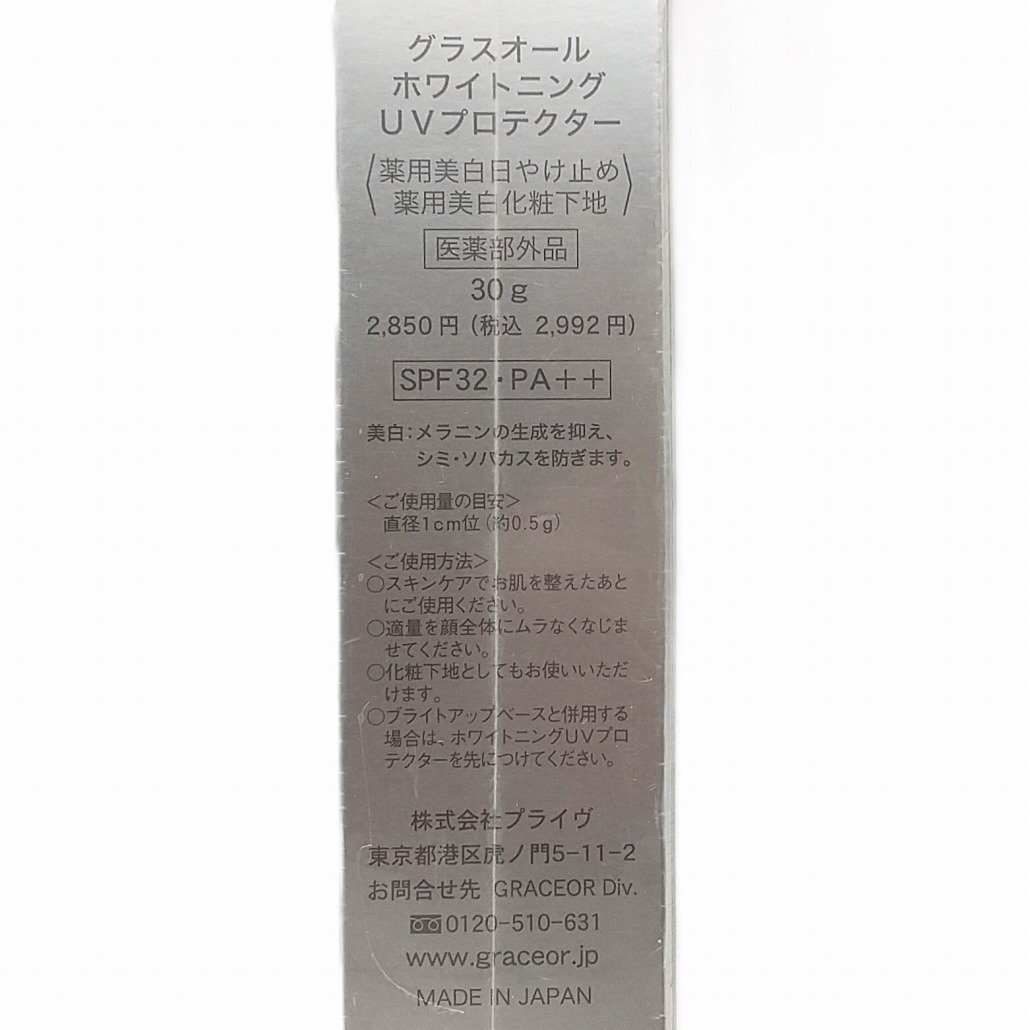 グラスオール
ホワイトニング
UVプロテクター
〈薬用美白日やけ止め
薬用美白化粧下地〉
医薬部外品
30g
2,850円（税込 2,992円）
SPF32・PA++
美白：メラニンの生成を抑え、
シミ・ソバカスを防ぎます。
＜ご使用量の目安＞
直径1cm位（約0.5g）
＜ご使用方法＞
○スキンケアでお肌を整えたあと
にご使用ください。
○適量を顔全体にムラなくなじま
せてください。
○化粧下地としてもお使いいただ
けます。
○ブライトアップベースと併用する
場合は、ホワイトニングUVプロ
テクターを先につけてください。
株式会社プライヴ
東京都港区虎ノ門5-11-2
お問合せ先 GRACEOR Div.
0120-510-631
www.graceor.jp
MADE IN JAPAN